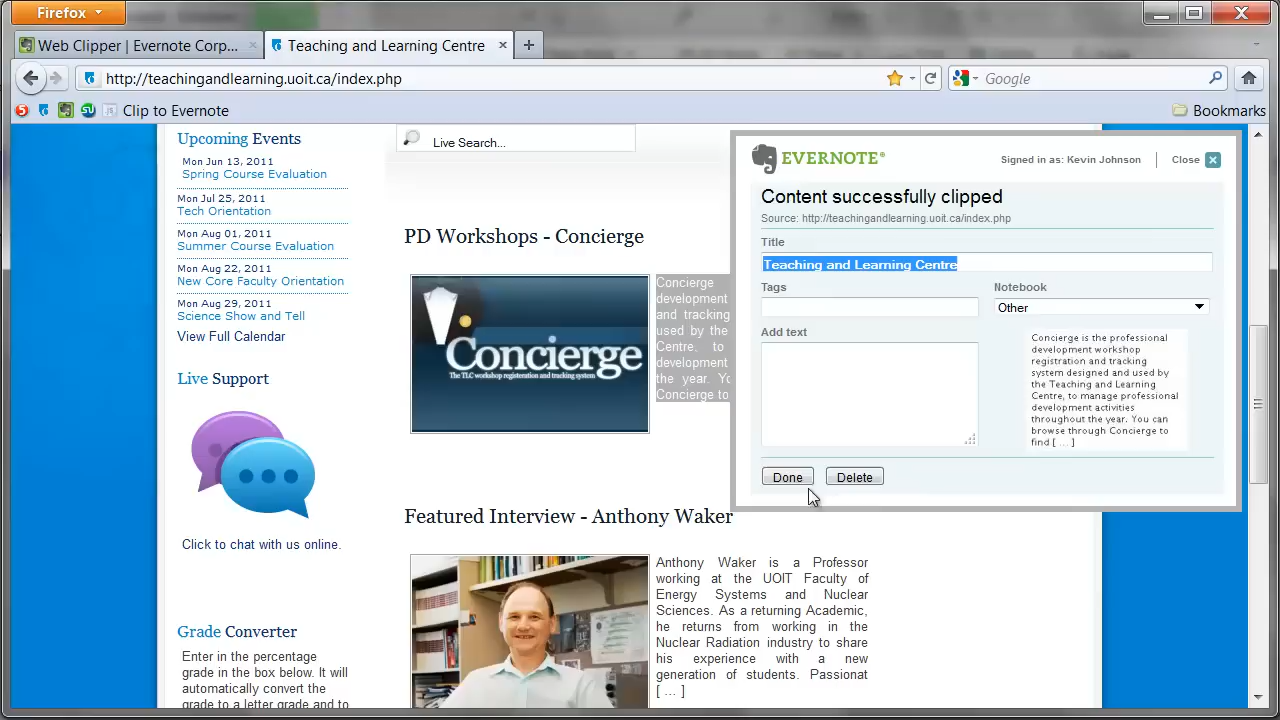 Firefox
Web Clipper | Evernote Corp...
Teaching and Learning Centre
http://teachingandlearning.uoit.ca/index.php
Google
Clip to Evernote
Bookmarks
Upcoming Events
Mon Jun 13, 2011
Spring Course Evaluation
Mon Jul 25, 2011
Tech Orientation
Mon Aug 01, 2011
Summer Course Evaluation
Mon Aug 22, 2011
New Core Faculty Orientation
Mon Aug 29, 2011
Science Show and Tell
View Full Calendar
Live Support
Click to chat with us online.
Grade Converter
Enter in the percentage
grade in the box below. It will
automatically convert the
grade to a letter grade and to
Live Search...
PD Workshops - Concierge
Concierge
The TLC workshop registeration and tracking system
Concierge
development
and tracking
used by the
Centre, to
development
the year. Yo
Concierge to
Featured Interview - Anthony Waker
Anthony Waker is a Professor
working at the UOIT Faculty of
Energy Systems and Nuclear
Sciences. As a returning Academic,
he returns from working in the
Nuclear Radiation industry to share
his experience with a new
generation of students. Passionat
[ ... ]
EVERNOTE®
Signed in as: Kevin Johnson
Close
Content successfully clipped
Source: http://teachingandlearning.uoit.ca/index.php
Title
Teaching and Learning Centre
Tags
Notebook
Other
Add text
Concierge is the professional
development workshop
registration and tracking
system designed and used by
the Teaching and Learning
Centre, to manage professional
development activities
throughout the year. You can
browse through Concierge to
find [ ... ]
Done
Delete